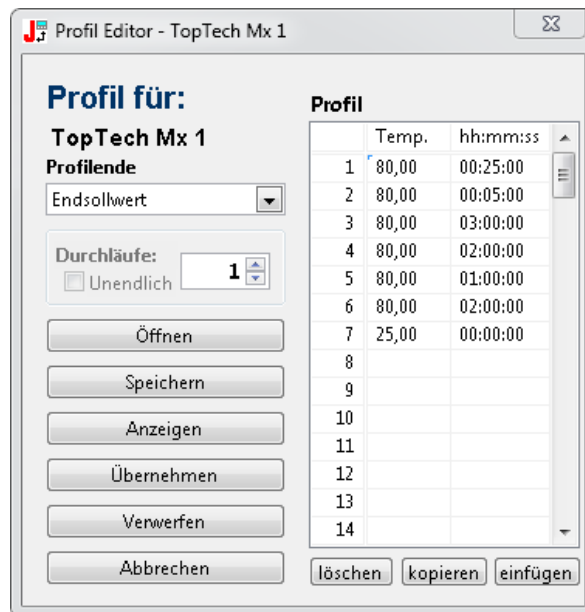 Profil Editor - TopTech Mx 1
Profil für:
TopTech Mx 1
Profilende
Endsollwert
Durchläufe:
Unendlich
1
Öffnen
Speichern
Anzeigen
Übernehmen
Verwerfen
Abbrechen
Profil
Temp. hh:mm:ss
1 80,00 00:25:00
2 80,00 00:05:00
3 80,00 03:00:00
4 80,00 02:00:00
5 80,00 01:00:00
6 80,00 02:00:00
7 25,00 00:00:00
8
9
10
11
12
13
14
löschen kopieren einfügen